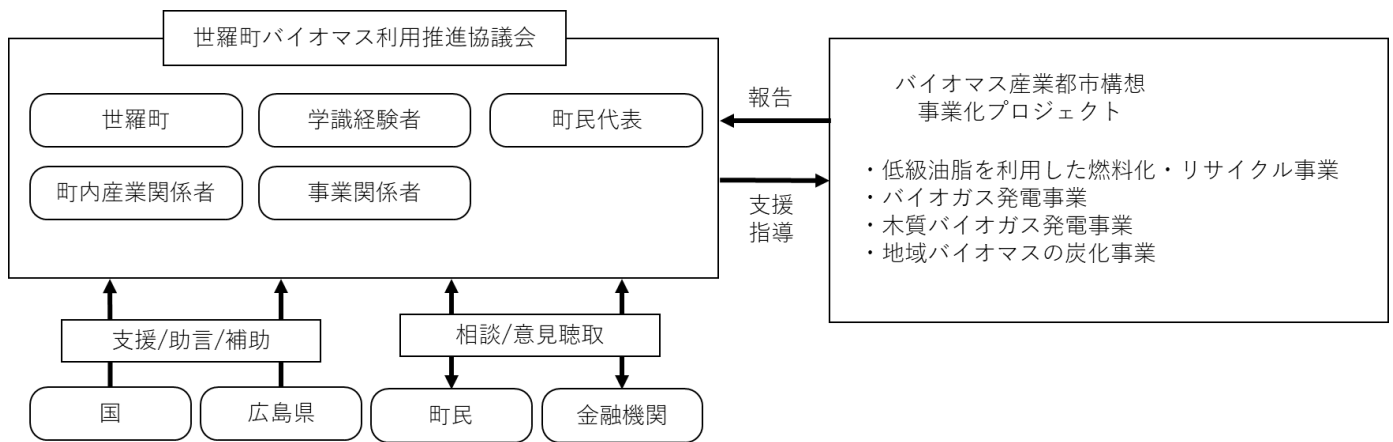 世羅町バイオマス利用推進協議会
世羅町
学識経験者
町民代表
町内産業関係者
事業関係者
報告
支援
指導
バイオマス産業都市構想
事業化プロジェクト
・低級油脂を利用した燃料化・リサイクル事業
・バイオガス発電事業
・木質バイオガス発電事業
・地域バイオマスの炭化事業
支援/助言/補助
相談/意見聴取
国
広島県
町民
金融機関